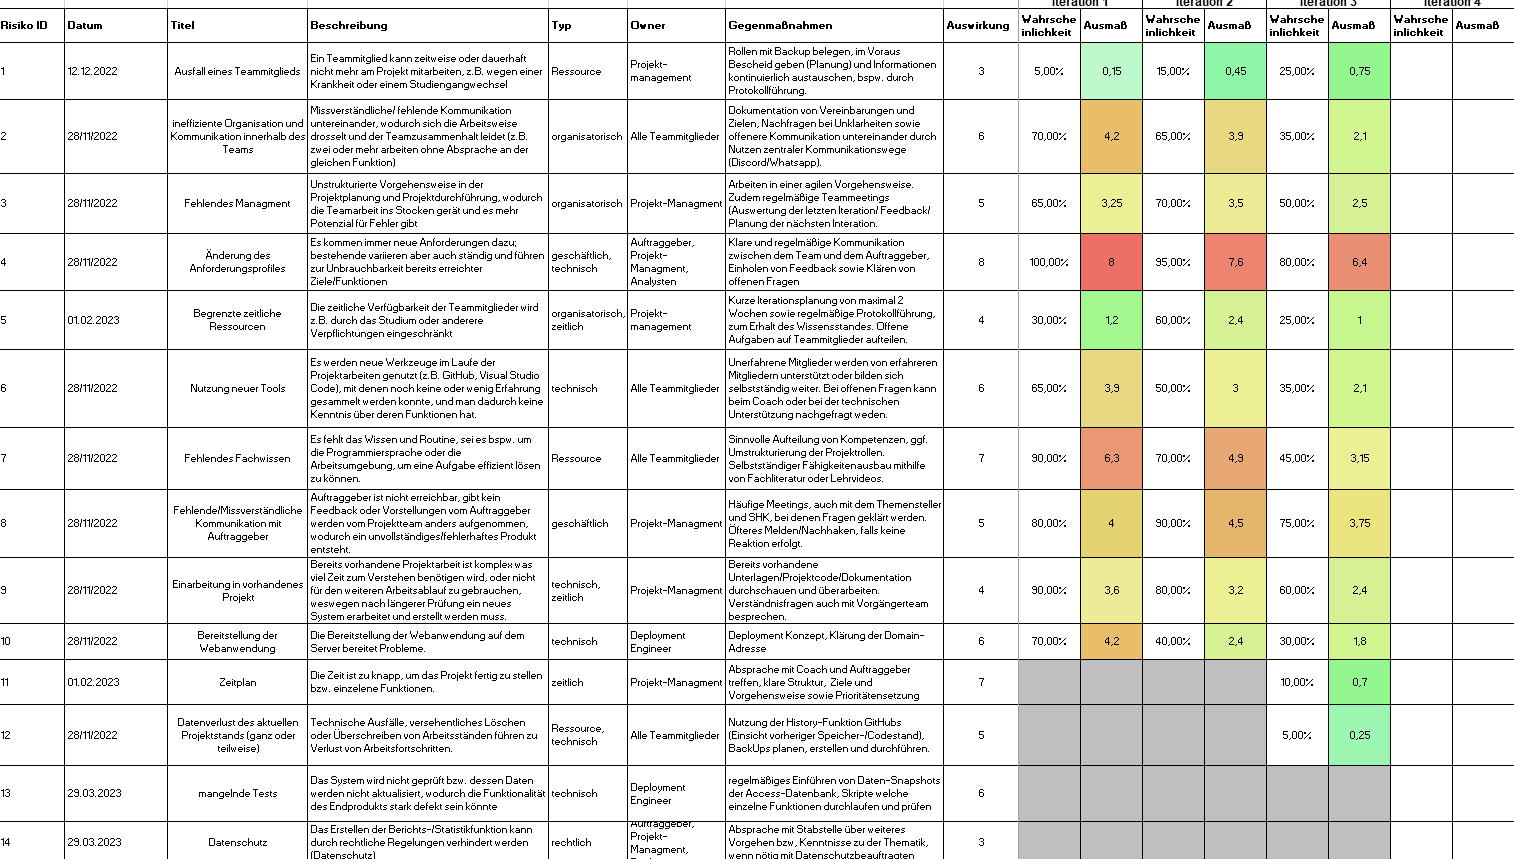 Iteration 1 Iteration 2 Iteration 3 Iteration 4
Risiko ID Datum Titel Beschreibung Typ Owner Gegenmaßnahmen Auswirkung Wahrsche Ausmaß Wahrsche Ausmaß Wahrsche Ausmaß Wahrsche Ausmaß
inlichkeit inlichkeit inlichkeit inlichkeit
1 12.12.2022 Ausfall eines Teammitglieds
Ein Teammitglied kann zeitweise oder dauerhaft
nicht mehr am Projekt mitarbeiten, z.B. wegen einer
Krankheit oder einem Studiengangwechsel
Ressource
Projekt-
management
Rollen mit Backup belegen, im Voraus
Bescheid geben (Planung) und Informationen
kontinuierlich austauschen, bspw. durch
Protokollführung.
3 5,00% 0,15 15,00% 0,45 25,00% 0,75
2 28/11/2022
ineffiziente Organisation und
Kommunikation innerhalb des
Teams
Missverständliche/ fehlende Kommunikation
untereinander, wodurch sich die Arbeitsweise
drosselt und der Teamzusammenhalt leidet (z.B.
zwei oder mehr arbeiten ohne Absprache an der
gleichen Funktion)
organisatorisch
Alle Teammitglieder
Dokumentation von Vereinbarungen und
Zielen, Nachfragen bei Unklarheiten sowie
offenere Kommunikation untereinander durch
Nutzen zentraler Kommunikationswege
(Discord/Whatsapp).
6 70,00% 4,2 65,00% 3,9 35,00% 2,1
3 28/11/2022 Fehlendes Managment
Unstrukturierte Vorgehensweise in der
Projektplanung und Projektdurchführung, wodurch
die Teamarbeit ins Stocken gerät und es mehr
Potenzial für Fehler gibt
organisatorisch
Projekt-Managment
Arbeiten in einer agilen Vorgehensweise.
Zudem regelmäßige Teammeetings
(Auswertung der letzten Iteration/ Feedback/
Planung der nächsten Interation.
5 65,00% 3,25 70,00% 3,5 50,00% 2,5
4 28/11/2022
Änderung des
Anforderungsprofiles
Es kommen immer neue Anforderungen dazu;
bestehende variieren aber auch ständig und führen
zur Unbrauchbarkeit bereits erreichter
Ziele/Funktionen
geschäftlich,
technisch
Auftraggeber,
Projekt-
Managment,
Analysten
Klare und regelmäßige Kommunikation
zwischen dem Team und dem Auftraggeber,
Einholen von Feedback sowie Klären von
offenen Fragen
8 100,00% 8 95,00% 7,6 80,00% 6,4
5 01.02.2023
Begrenzte zeitliche
Ressourcen
Die zeitliche Verfügbarkeit der Teammitglieder wird
z.B. durch das Studium oder anderere
Verpflichtungen eingeschränkt
organisatorisch,
zeitlich
Projekt-
management
Kurze Iterationsplanung von maximal 2
Wochen sowie regelmäßige Protokollführung,
zum Erhalt des Wissensstandes. Offene
Aufgaben auf Teammitglieder aufteilen.
4 30,00% 1,2 60,00% 2,4 25,00% 1
6 28/11/2022 Nutzung neuer Tools
Es werden neue Werkzeuge im Laufe der
Projektarbeiten genutzt (z.B. GitHub, Visual Studio
Code), mit denen noch keine oder wenig Erfahrung
gesammelt werden konnte, und man dadurch keine
Kenntnis über deren Funktionen hat.
technisch
Alle Teammitglieder
Unerfahrene Mitglieder werden von erfahreren
Mitgliedern unterstützt oder bilden sich
selbstständig weiter. Bei offenen Fragen kann
beim Coach oder bei der technischen
Unterstützung nachgefragt weden.
6 65,00% 3,9 50,00% 3 35,00% 2,1
7 28/11/2022 Fehlendes Fachwissen
Es fehlt das Wissen und Routine, sei es bspw. um
die Programmiersprache oder die
Arbeitsumgebung, um eine Aufgabe effizient lösen
zu können.
Ressource
Alle Teammitglieder
Sinnvolle Aufteilung von Kompetenzen, ggf.
Umstrukturierung der Projektrollen.
Selbstständiger Fähigkeitenausbau mithilfe
von Fachliteratur oder Lehrvideos.
7 90,00% 6,3 70,00% 4,9 45,00% 3,15
8 28/11/2022
Fehlende/Missverständliche
Kommunikation mit
Auftraggeber
Auftraggeber ist nicht erreichbar, gibt kein
Feedback oder Vorstellungen vom Auftraggeber
werden vom Projektteam anders aufgenommen,
wodurch ein unvollständiges/fehlerhaftes Produkt
entsteht.
geschäftlich
Projekt-Managment
Häufige Meetings, auch mit dem Themensteller
und SHK, bei denen Fragen geklärt werden.
Öfteres Melden/Nachhaken, falls keine
Reaktion erfolgt.
5 80,00% 4 90,00% 4,5 75,00% 3,75
9 28/11/2022
Einarbeitung in vorhandenes
Projekt
Bereits vorhandene Projektarbeit ist komplex was
viel Zeit zum Verstehen benötigen wird, oder nicht
für den weiteren Arbeitsablauf zu gebrauchen,
weswegen nach längerer Prüfung ein neues
System erarbeitet und erstellt werden muss.
technisch,
zeitlich
Projekt-Managment
Bereits vorhandene
Unterlagen/Projektcode/Dokumentation
durchschauen und überarbeiten.
Verständnisfragen auch mit Vorgängerteam
besprechen.
4 90,00% 3,6 80,00% 3,2 60,00% 2,4
10 28/11/2022
Bereitstellung der
Webanwendung
Die Bereitstellung der Webanwendung auf dem
Server bereitet Probleme.
technisch
Deployment
Engineer
Deployment Konzept, Klärung der Domain-
Adresse
6 70,00% 4,2 40,00% 2,4 30,00% 1,8
11 01.02.2023 Zeitplan
Die Zeit ist zu knapp, um das Projekt fertig zu stellen
bzw. einzelene Funktionen.
zeitlich
Projekt-Managment
Absprache mit Coach und Auftraggeber
treffen, klare Struktur, Ziele und
Vorgehensweise sowie Prioritätensetzung
7 10,00% 0,7
12 28/11/2022
Datenverlust des aktuellen
Projektstands (ganz oder
teilweise)
Technische Ausfälle, versehentliches Löschen
oder Überschreiben von Arbeitsständen führen zu
Verlust von Arbeitsfortschritten.
Ressource,
technisch
Alle Teammitglieder
Nutzung der History-Funktion GitHubs
(Einsicht vorheriger Speicher-/Codestand),
BackUps planen, erstellen und durchführen.
5 5,00% 0,25
13 29.03.2023 mangelnde Tests
Das System wird nicht geprüft bzw. dessen Daten
werden nicht aktualisiert, wodurch die Funktionalität
des Endprodukts stark defekt sein könnte
technisch
Deployment
Engineer
regelmäßiges Einführen von Daten-Snapshots
der Access-Datenbank, Skripte welche
einzelne Funktionen durchlaufen und prüfen
6
14 29.03.2023 Datenschutz
Das Erstellen der Berichts-/Statistikfunktion kann
durch rechtliche Regelungen verhindert werden
(Datenschutz)
rechtlich
Auftraggeber,
Projekt-
Managment,
Absprache mit Stabstelle über weiteres
Vorgehen bzw, Kenntnisse zu der Thematik,
wenn nötig mit Datenschutzbeauftragten
3